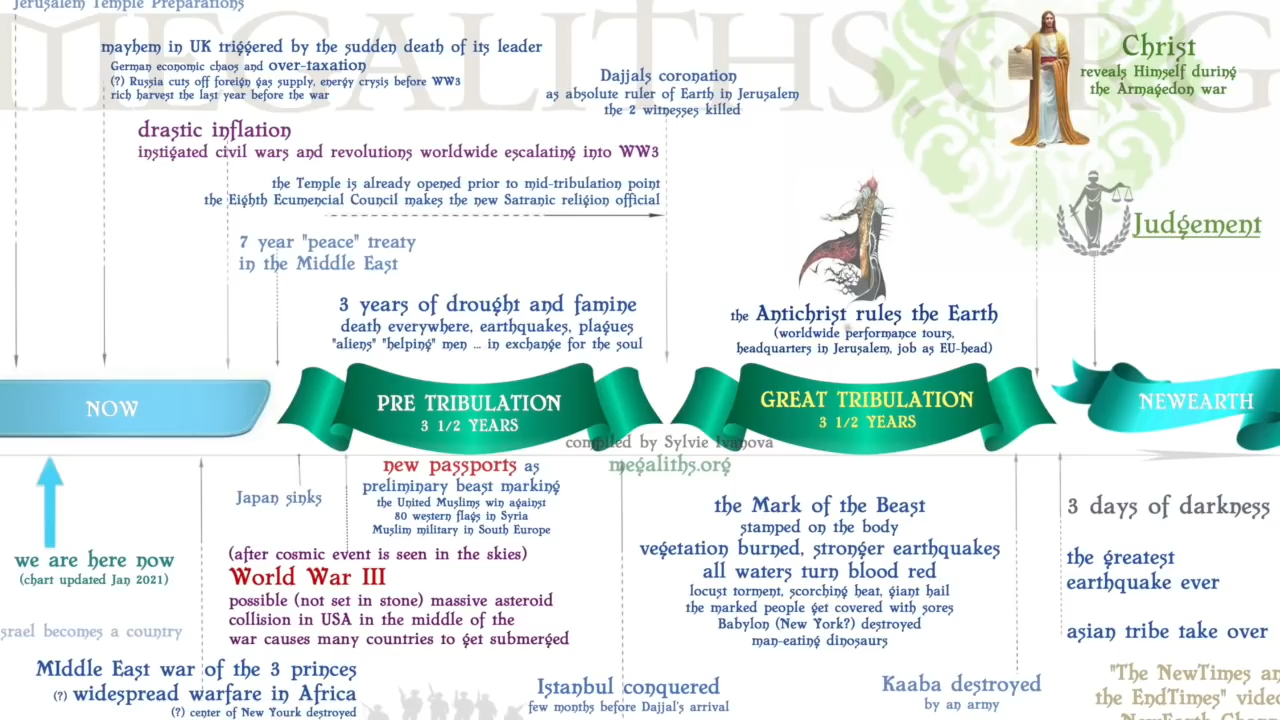 Jerusalem Temple Preparations
MEGALITHS.ORG
mayhem in UK triggered by the sudden death of its leader
German economic chaos and over-taxation
(?) Russia cuts off foreign gas supply, energy crysis before WW3
rich harvest the last year before the war
Dajjals coronation
as absolute ruler of Earth in Jerusalem
the 2 witnesses killed
Christ
reveals Himself during
the Armagedon war
drastic inflation
instigated civil wars and revolutions worldwide escalating into WW3
the Temple is already opened prior to mid-tribulation point
the Eighth Ecumencial Council makes the new Satranic religion official
Judgement
7 year "peace" treaty
in the Middle East
3 years of drought and famine
death everywhere, earthquakes, plagues
"aliens" "helping" men ... in exchange for the soul
the Antichrist rules the Earth
(worldwide performance tours,
headquarters in Jerusalem, job as EU-head)
NOW
PRE TRIBULATION
3 1/2 YEARS
GREAT TRIBULATION
3 1/2 YEARS
NEWEARTH
compiled by Sylvie Ivanova
megaliths.org
we are here now
(chart updated Jan 2021)
Japan sinks
new passports as
preliminary beast marking
the United Muslims win against
80 western flags in Syria
Muslim military in South Europe
(after cosmic event is seen in the skies)
World War III
possible (not set in stone) massive asteroid
collision in USA in the middle of the
war causes many countries to get submerged
the Mark of the Beast
stamped on the body
vegetation burned, stronger earthquakes
all waters turn blood red
locust torment, scorching heat, giant hail
the marked people get covered with sores
Babylon (New York?) destroyed
man-eating dinosaurs
3 days of darkness
the greatest
earthquake ever
asian tribe take over
srael becomes a country
MIddle East war of the 3 princes
(?) widespread warfare in Africa
(?) center of New Yourk destroyed
Istanbul conquered
few months before Dajjal's arrival
Kaaba destroyed
by an army
"The NewTimes an
the EndTimes" video